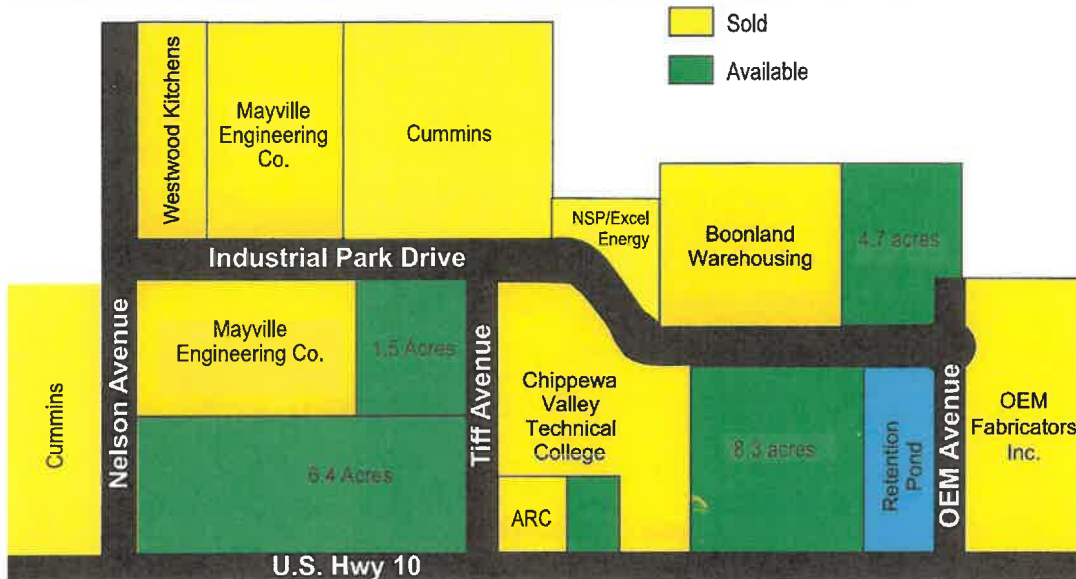 Sold
Available
Westwood Kitchens
Mayville
Engineering
Co.
Cummins
NSP/Excel
Energy
Boonland
Warehousing
4.7 acres
Industrial Park Drive
Cummins
Nelson Avenue
Mayville
Engineering Co.
1.5 Acres
6.4 Acres
Tiff Avenue
Chippewa
Valley
Technical
College
ARC
8.3 acres
Retention
Pond
OEM Avenue
OEM
Fabricators
Inc.
U.S. Hwy 10